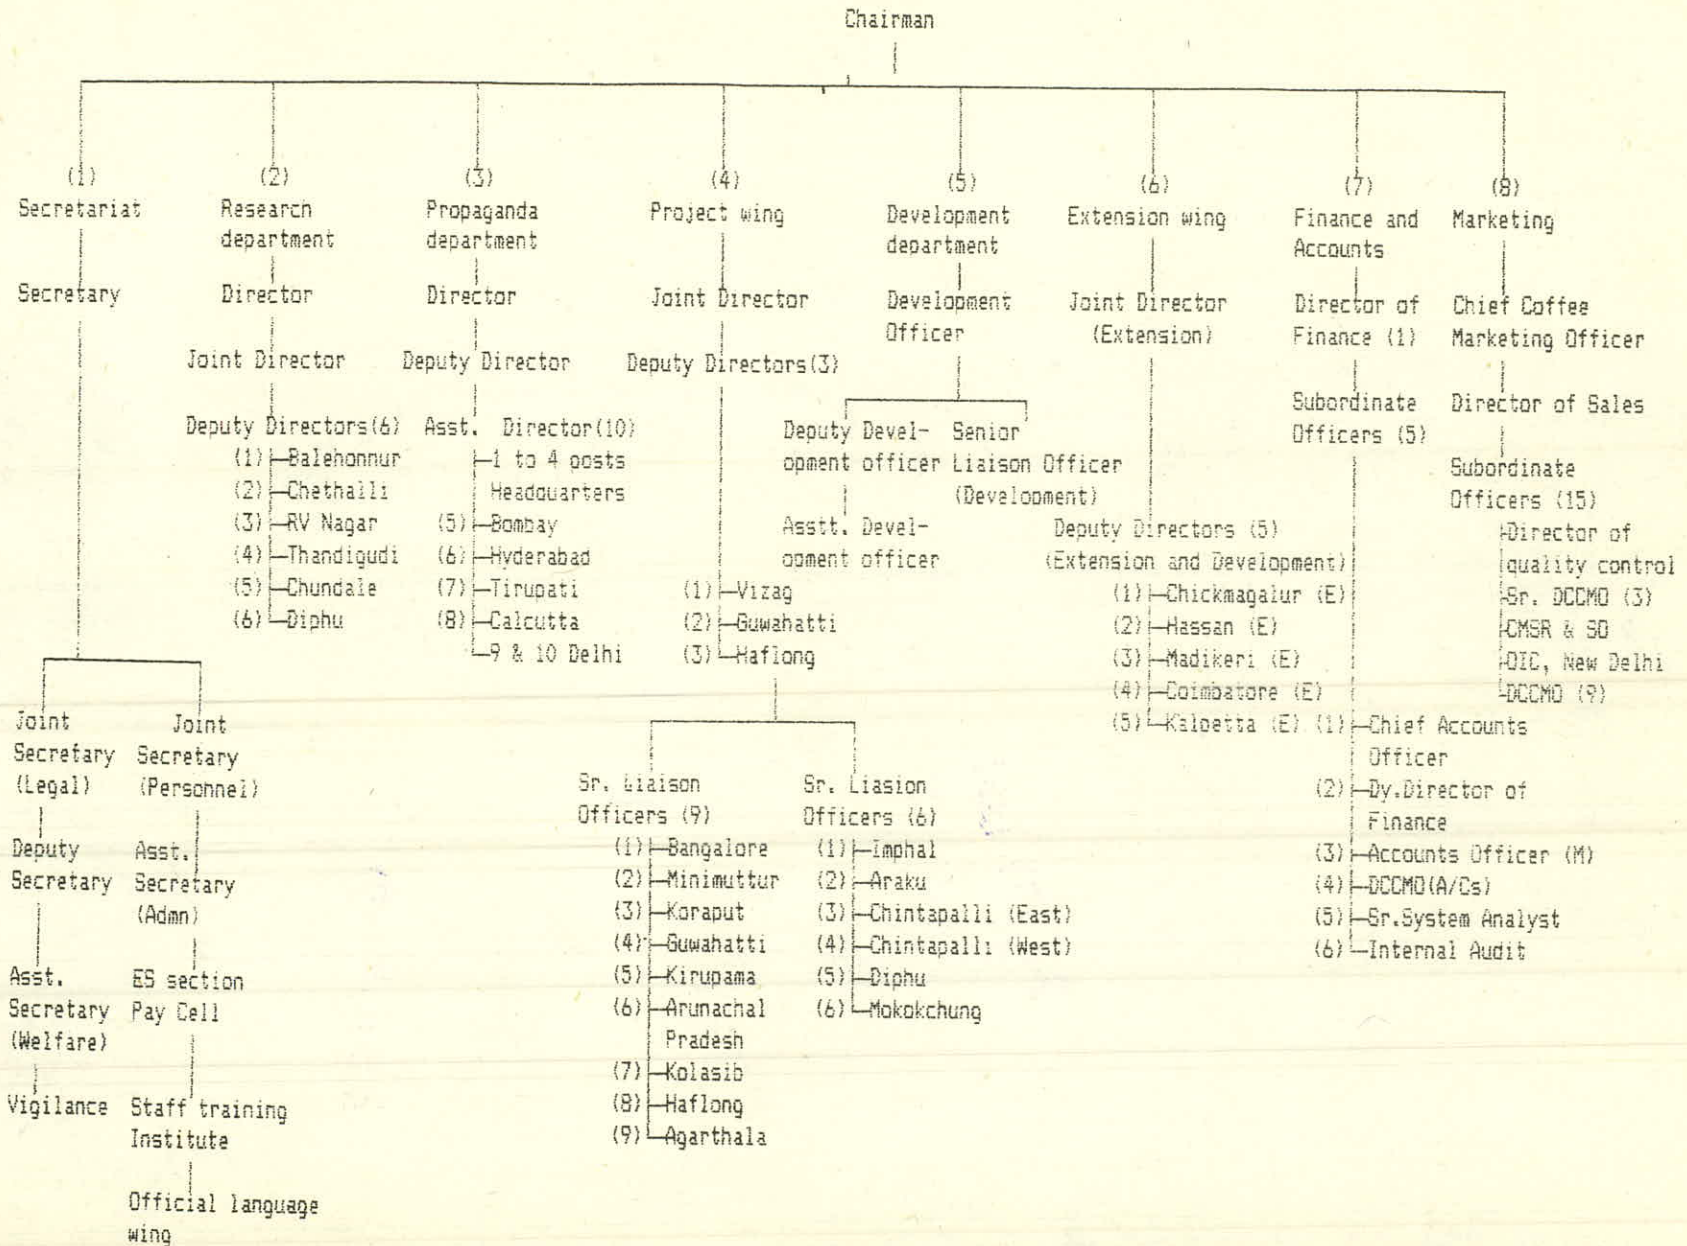 Chairman
(1)
Secretariat
Secretary
Joint
Secretary
(Legal)
Deputy
Secretary
Asst.
Secretary
(Welfare)
Vigilance
Joint
Secretary
(Personnel)
Asst.
Secretary
(Admn)
ES section
Pay Cell
Staff training
Institute
Official language
wing
(2)
Research
department
Director
Joint Director
Deputy Directors(6)
(1) Balehonnur
(2) Chethalli
(3) RV Nagar
(4) Thandigudi
(5) Chundale
(6) Diphu
(3)
Propaganda
department
Director
Deputy Director
Asst. Director(10)
1 to 4 posts
Headquarters
(5) Bombay
(6) Hyderabad
(7) Tirupati
(8) Calcutta
9 & 10 Delhi
(4)
Project wing
Joint Director
Deputy Directors(3)
(1) Vizag
(2) Guwahatti
(3) Haflong
Sr. Liaison
Officers (9)
(1) Bangalore
(2) Minimuttur
(3) Koraput
(4) Guwahatti
(5) Kirupama
(6) Arunachal
Pradesh
(7) Kolasib
(8) Haflong
(9) Agarthala
Sr. Liasion
Officers (6)
(1) Imphal
(2) Araku
(3) Chintapalli (East)
(4) Chintapalli (West)
(5) Diphu
(6) Mokokchung
(5)
Development
department
Development
Officer
Deputy Devel-
opment officer
Asstt. Devel-
opment officer
Senior
Liaison Officer
(Development)
(6)
Extension wing
Joint Director
(Extension)
Deputy Directors (5)
(Extension and Development)
(1) Chickmagalur (E)
(2) Hassan (E)
(3) Madikeri (E)
(4) Coimbatore (E)
(5) Kalpetta (E)
(7)
Finance and
Accounts
Director of
Finance (1)
Subordinate
Officers (5)
(1) Chief Accounts
Officer
(2) Dy.Director of
Finance
(3) Accounts Officer (M)
(4) DCCMO(A/Cs)
(5) Sr.System Analyst
(6) Internal Audit
(8)
Marketing
Chief Coffee
Marketing Officer
Director of Sales
Subordinate
Officers (15)
Director of
quality control
Sr. DCCMO (3)
CMSR & SO
OIC, New Delhi
DCCMO (9)